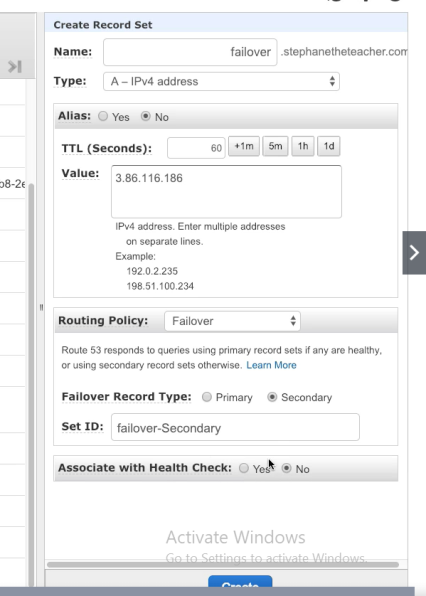 Create Record Set
Name: failover .stephanetheteacher.com
Type: A – IPv4 address
Alias: Yes No
TTL (Seconds): 60 +1m 5m 1h 1d
Value: 3.86.116.186
IPv4 address. Enter multiple addresses
on separate lines.
Example:
192.0.2.235
198.51.100.234
Routing Policy: Failover
Route 53 responds to queries using primary record sets if any are healthy,
or using secondary record sets otherwise. Learn More
Failover Record Type: Primary Secondary
Set ID: failover-Secondary
Associate with Health Check: Yes No
Activate Windows
Go to Settings to activate Windows.
Create